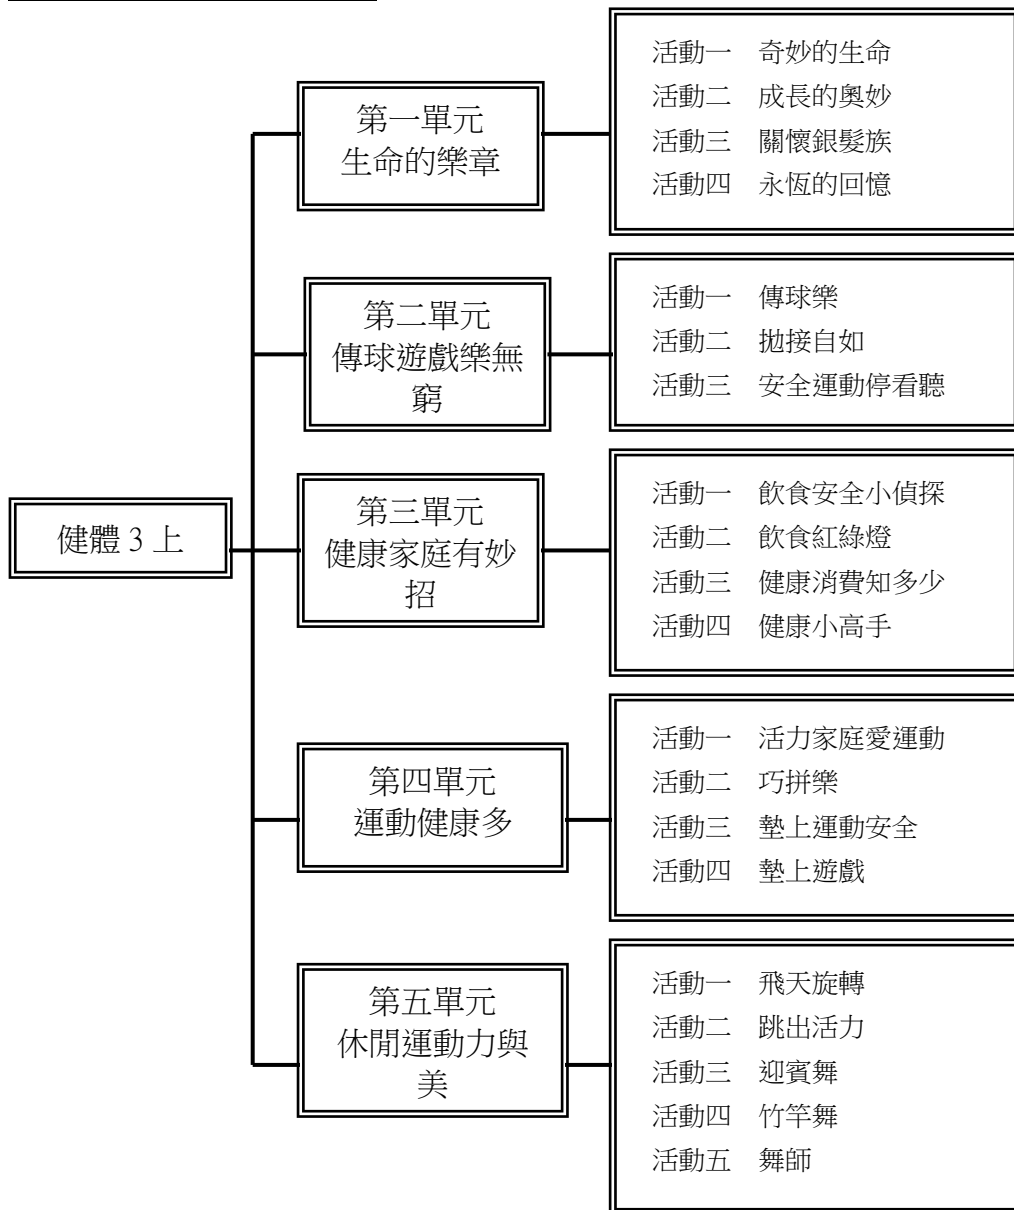 健體 3 上
第一單元
生命的樂章
活動一　奇妙的生命
活動二　成長的奧妙
活動三　關懷銀髮族
活動四　永恆的回憶
第二單元
傳球遊戲樂無
窮
活動一　傳球樂
活動二　拋接自如
活動三　安全運動停看聽
第三單元
健康家庭有妙
招
活動一　飲食安全小偵探
活動二　飲食紅綠燈
活動三　健康消費知多少
活動四　健康小高手
第四單元
運動健康多
活動一　活力家庭愛運動
活動二　巧拼樂
活動三　墊上運動安全
活動四　墊上遊戲
第五單元
休閒運動力與
美
活動一　飛天旋轉
活動二　跳出活力
活動三　迎賓舞
活動四　竹竿舞
活動五　舞師